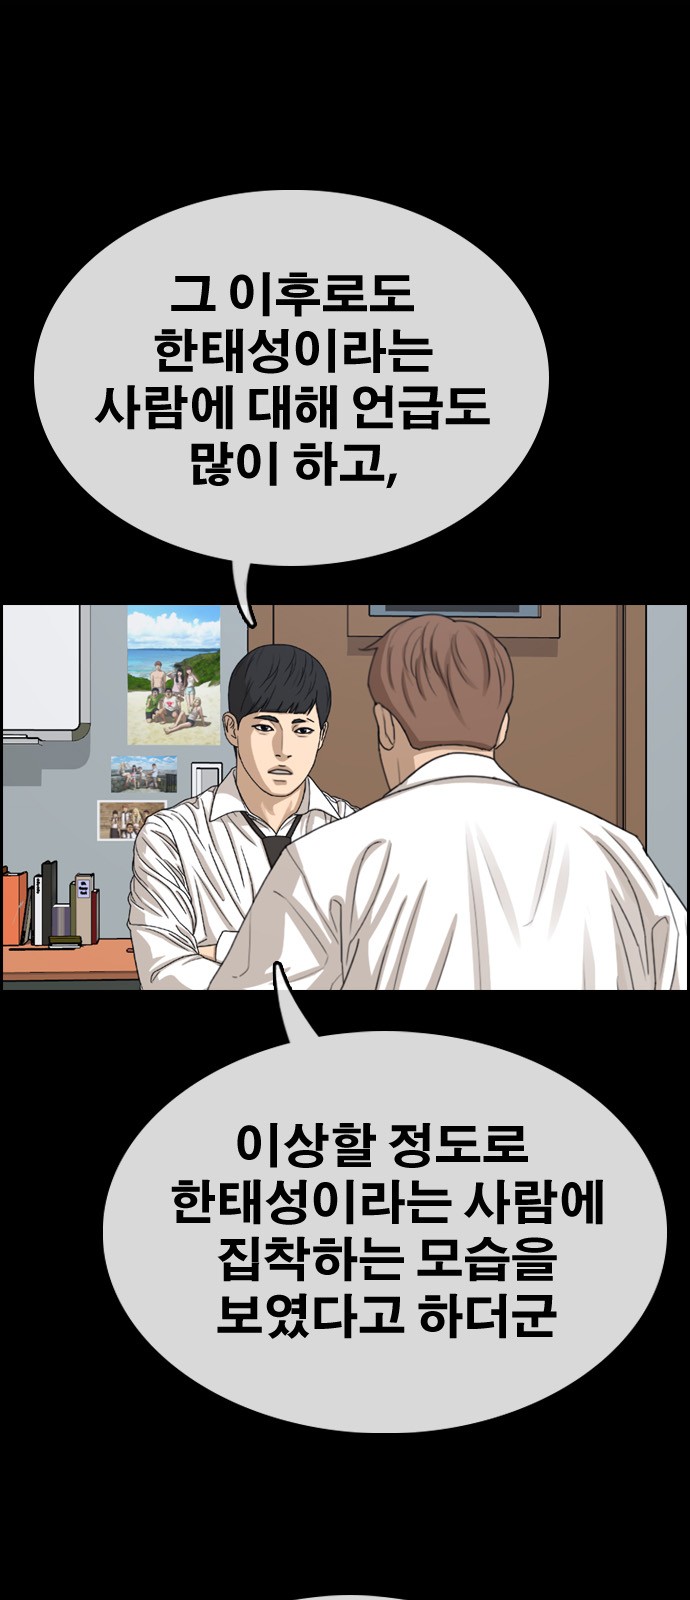 그 이후로도
한태성이라는
사람에 대해 언급도
많이 하고,
이상할 정도로
한태성이라는 사람에
집착하는 모습을
보였다고 하더군